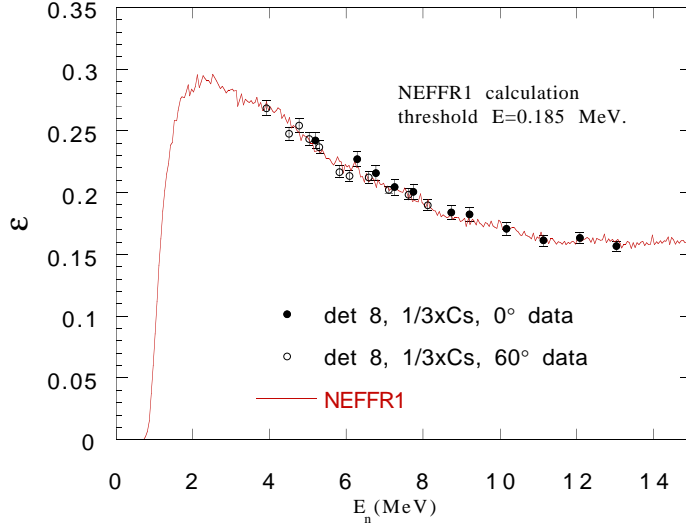 0.35
0.3
NEFFR1 calculation
threshold E=0.185 MeV.
0.25
0.2
ε
0.15
0.1
det 8, 1/3xCs, 0° data
det 8, 1/3xCs, 60° data
0.05
NEFFR1
0
0 2 4 6 8 10 12 14
E_n(MeV)